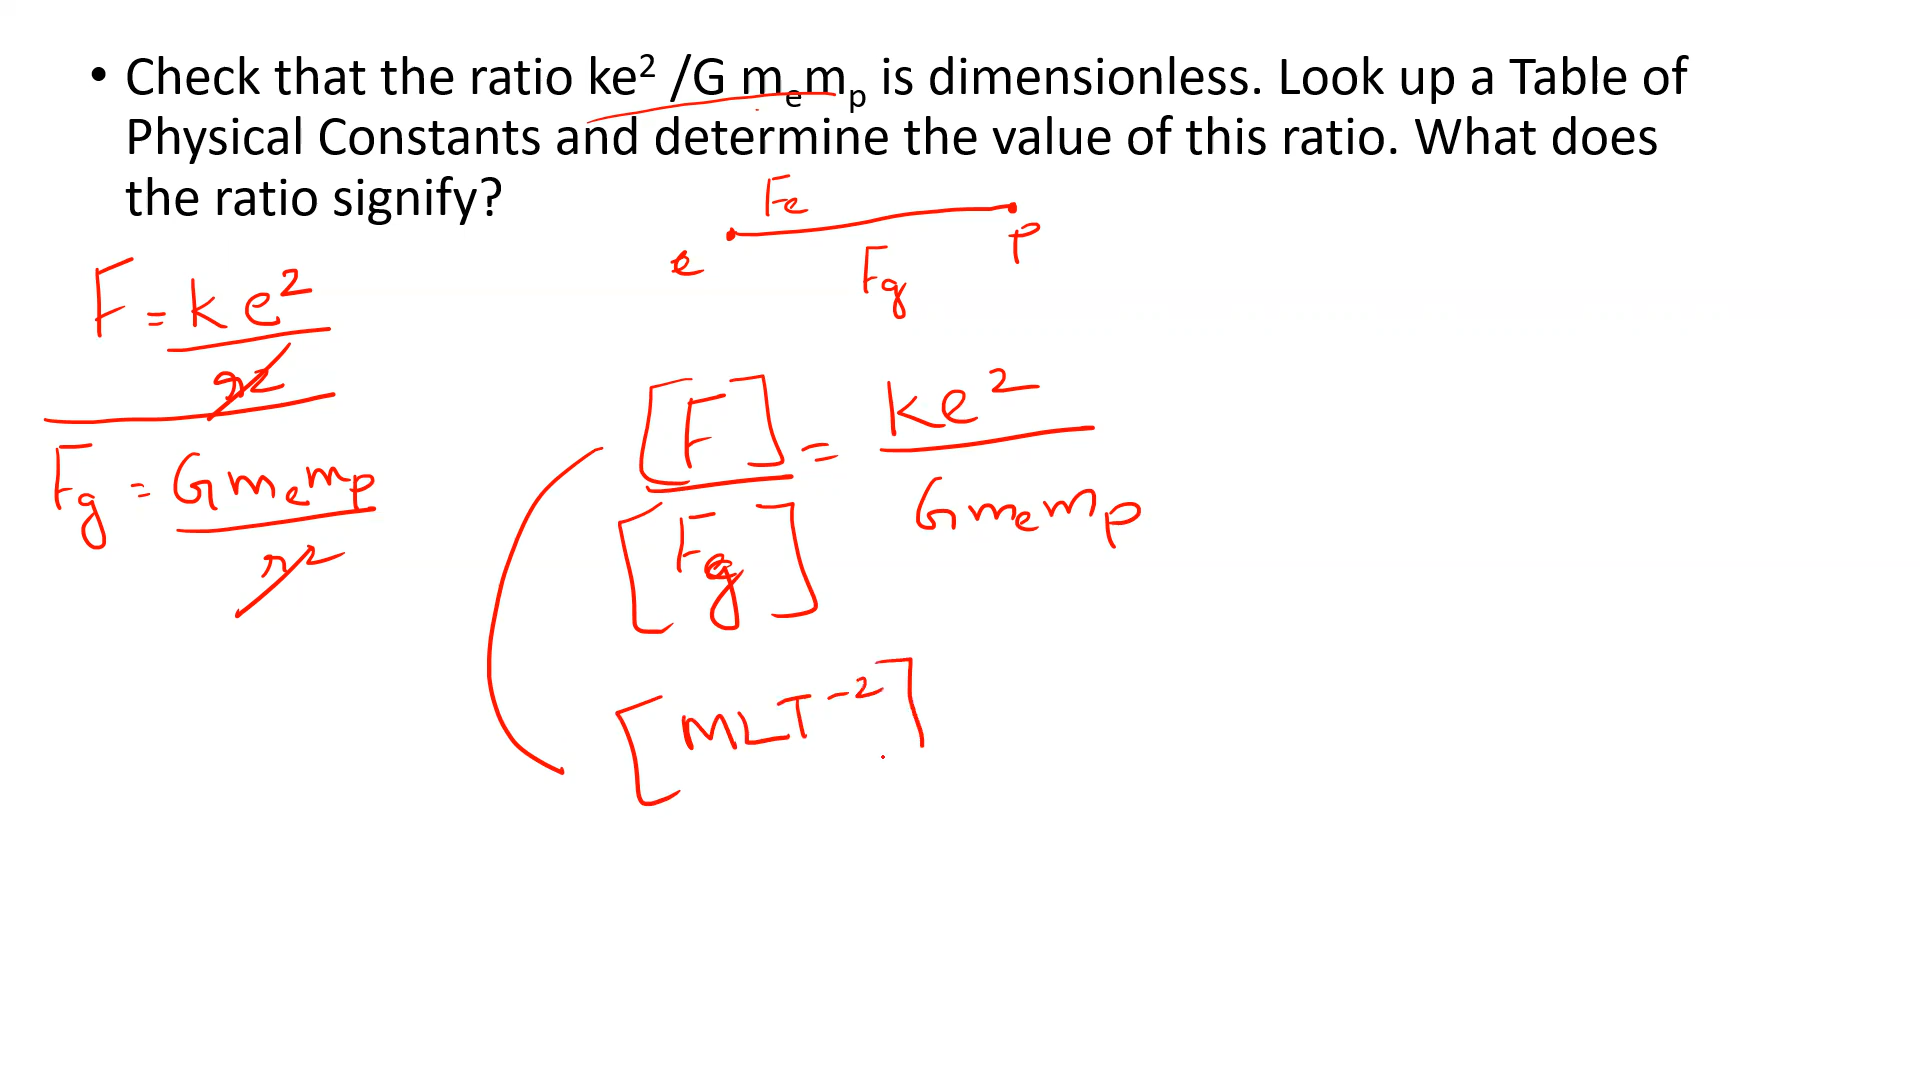 • Check that the ratio ke² /G mₑmₚ is dimensionless. Look up a Table of
Physical Constants and determine the value of this ratio. What does
the ratio signify?
Fe
e
P
Fg
F = ke²
r²
Fg = Gmemp
r²
[F] = ke²
[Fg] Gmemp
[MLT⁻²]